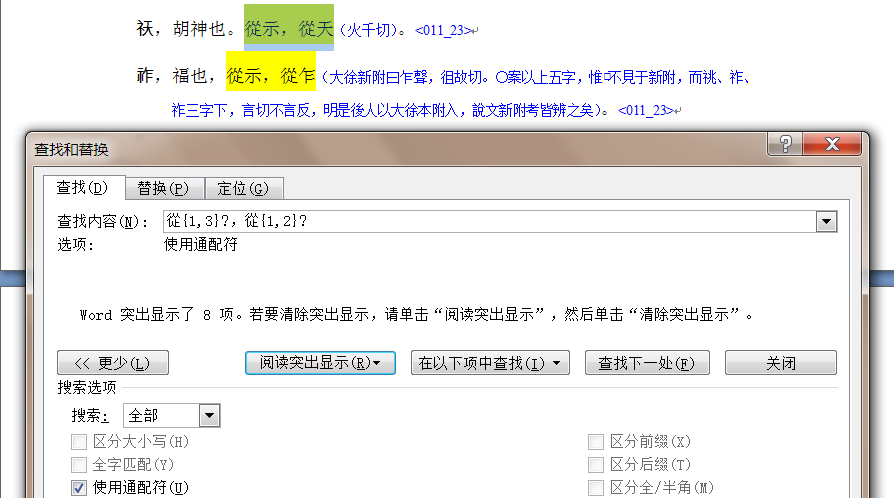 祆，胡神也。從示，從天（火千切）。<011_23>
祚，福也，從示，從乍（大徐新附曰乍聲，徂故切。〇案以上五字，惟不見於新附，而祧、祚、
祚三字下，言切不言反，明是後人以大徐本附入，說文新附考皆辨之矣）。<011_23>
查找和替换
查找(D) 替换(P) 定位(G)
查找内容(N)： 從{1,3}?，從{1,2}?
选项： 使用通配符
Word 突出显示了 8 项。若要清除突出显示，请单击“阅读突出显示”，然后单击“清除突出显示”。
<< 更少(L) 阅读突出显示(R) 在以下项中查找(I) 查找下一处(F) 关闭
搜索选项
搜索： 全部
区分大小写(H) 区分前缀(X)
全字匹配(Y) 区分后缀(T)
使用通配符(U) 区分全/半角(M)